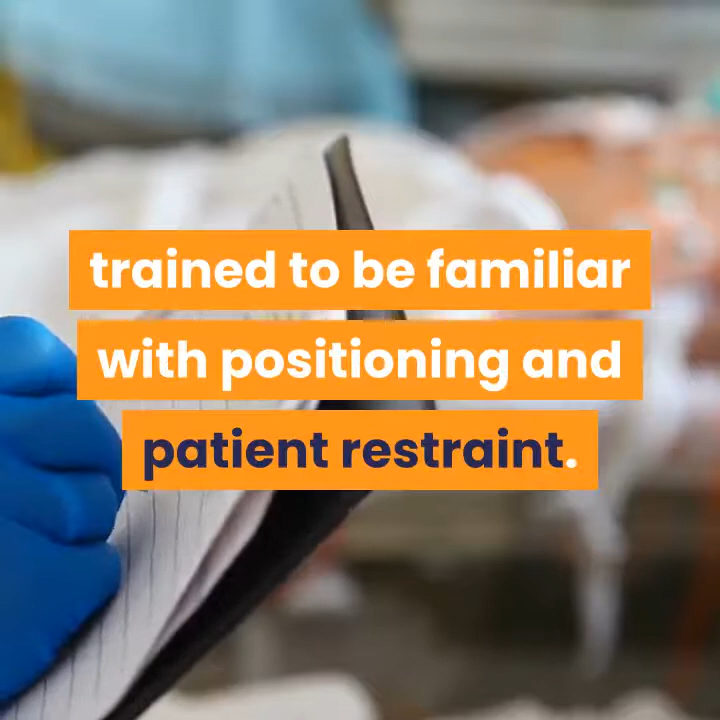 trained to be familiar
with positioning and
patient restraint.